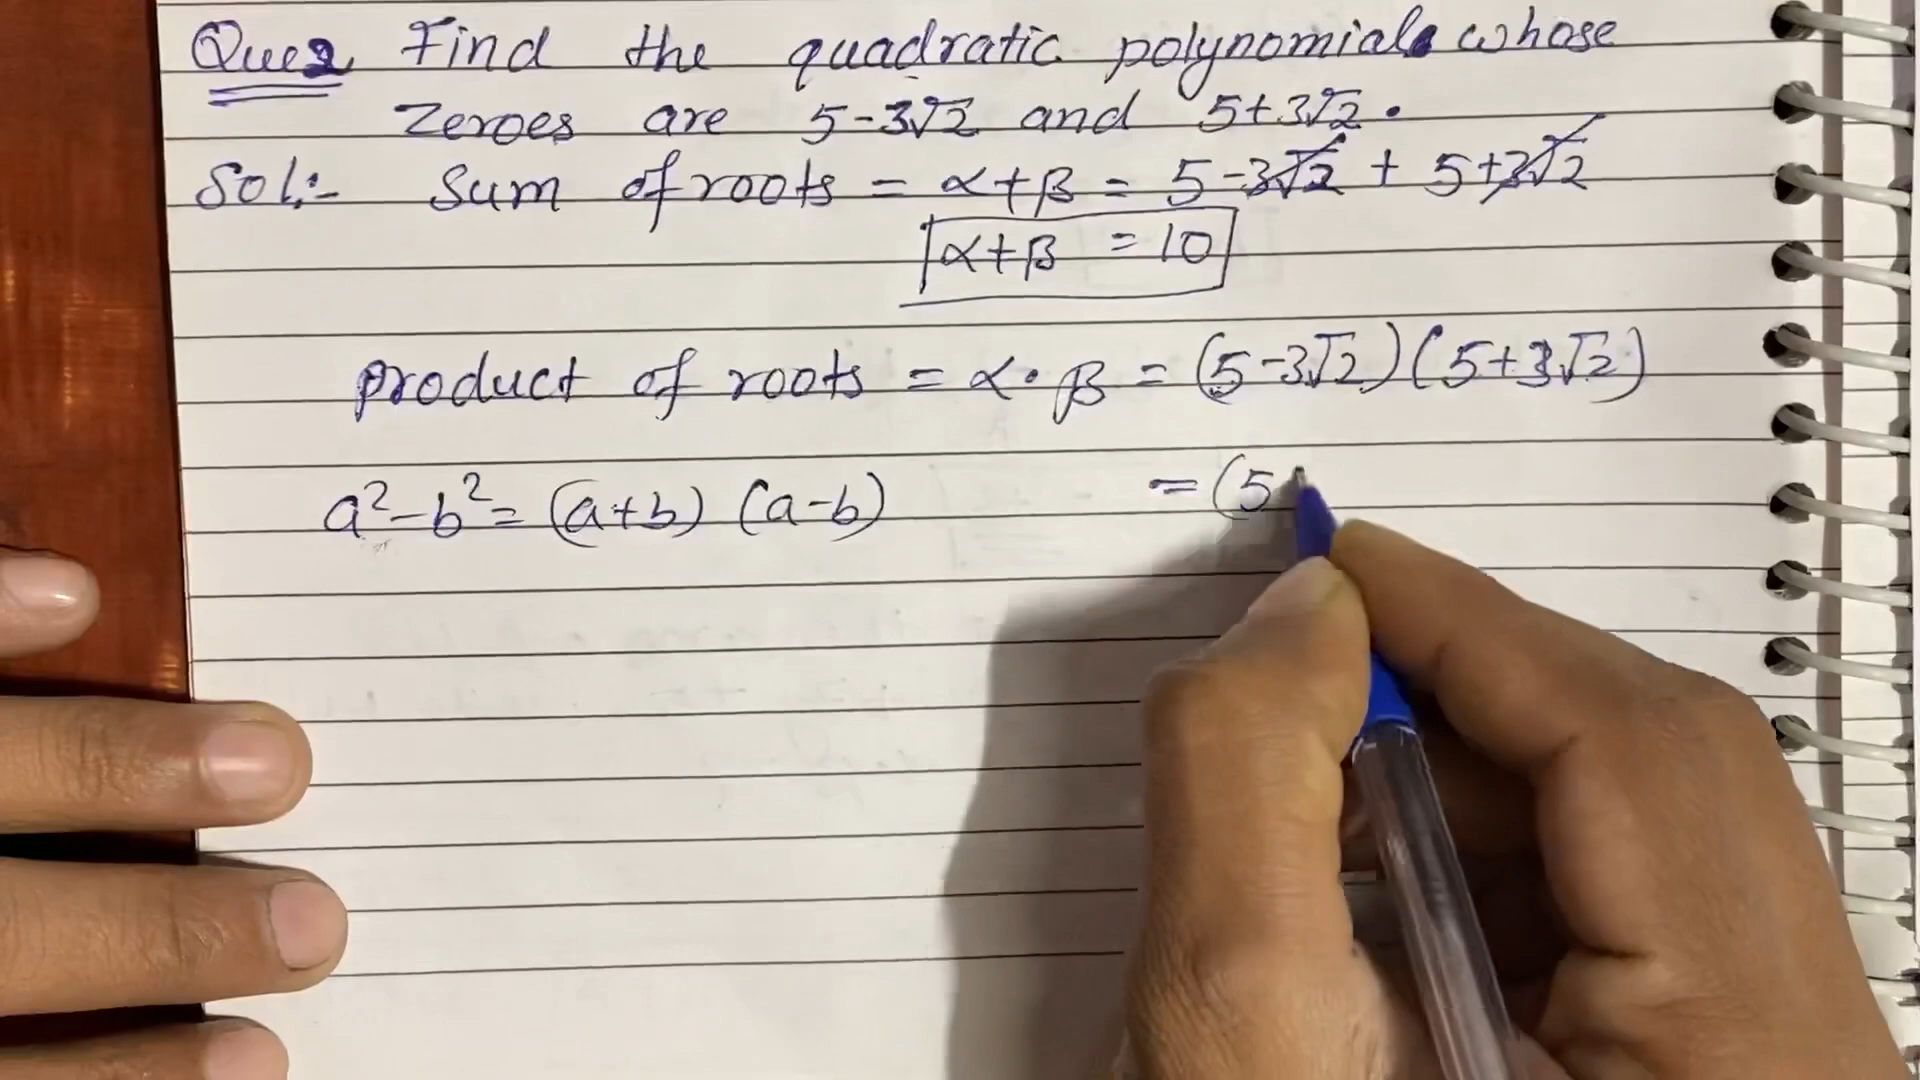 Que2. Find the quadratic polynomial whose
zeroes are 5-3√2 and 5+3√2.
Sol:- Sum of roots = α+β = 5-3√2 + 5+3√2
α+β = 10
product of roots = α·β = (5-3√2)(5+3√2)
a²-b² = (a+b) (a-b) = (5